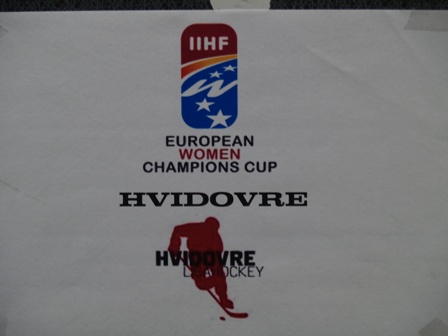 IIHF
EUROPEAN
WOMEN
CHAMPIONS CUP
HVIDOVRE
HVIDOVRE